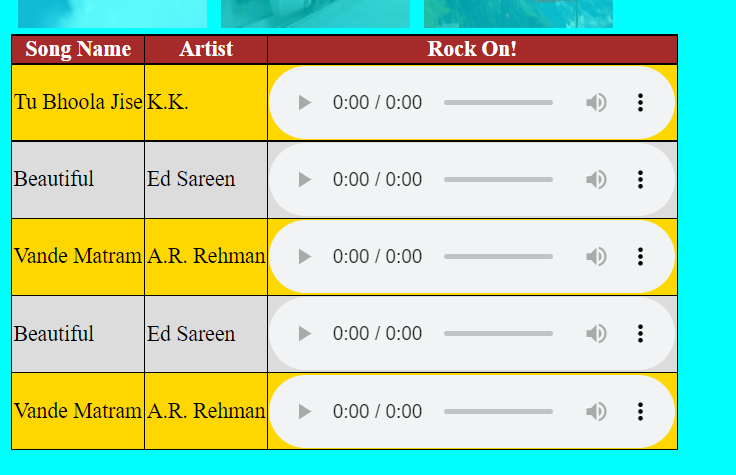 Song Name Artist Rock On!
Tu Bhoola Jise K.K. 0:00 / 0:00
Beautiful Ed Sareen 0:00 / 0:00
Vande Matram A.R. Rehman 0:00 / 0:00
Beautiful Ed Sareen 0:00 / 0:00
Vande Matram A.R. Rehman 0:00 / 0:00